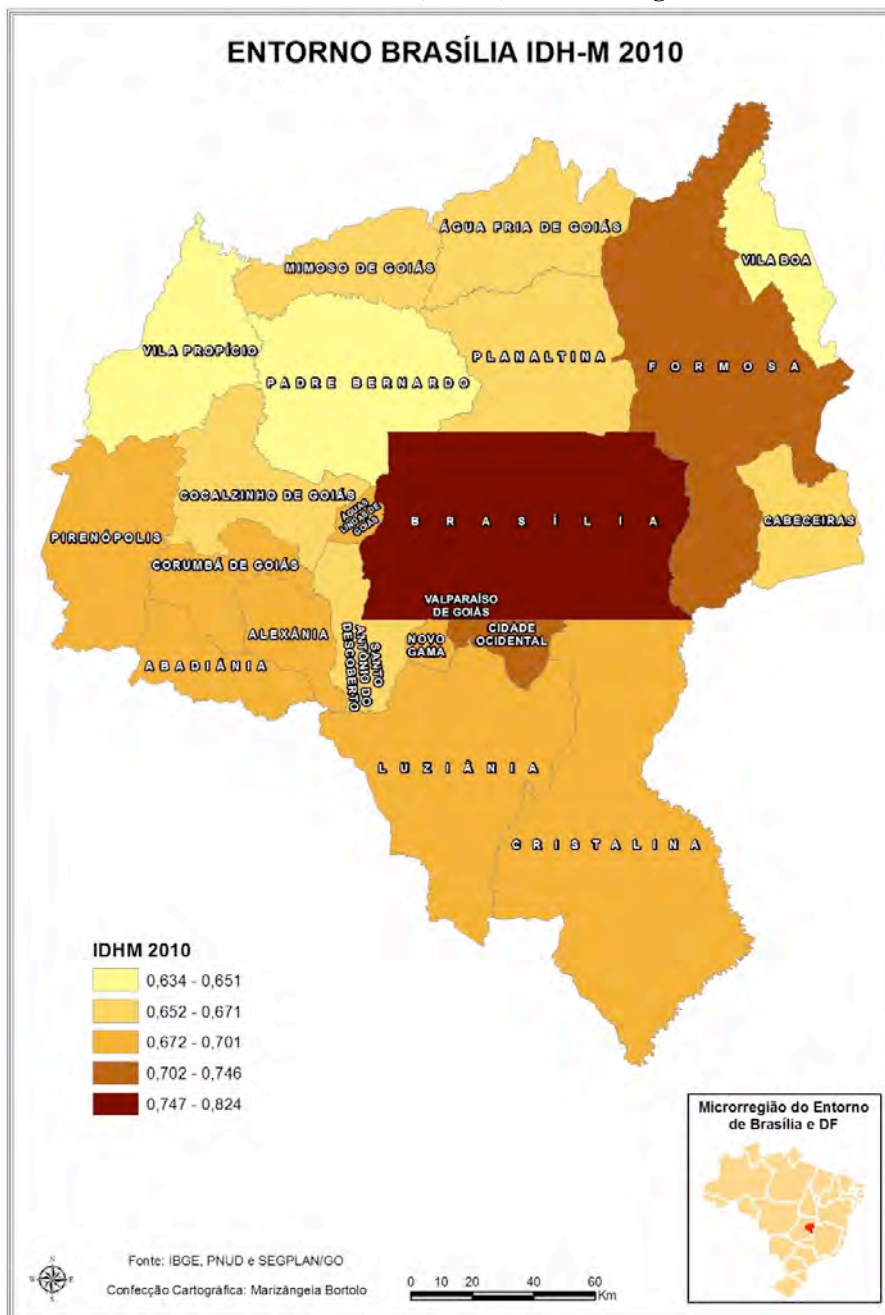 ENTORNO BRASÍLIA IDH-M 2010
ÁGUA FRIA DE GOIÁS
MIMOSO DE GOIÁS
VILA BOA
VILA PROPÍCIO
PADRE BERNARDO
PLANALTINA
FORMOSA
COCALZINHO DE GOIÁS
ÁGUAS
LINDAS DE
GOIÁS
BRASÍLIA
CABECEIRAS
PIRENÓPOLIS
CORUMBÁ DE GOIÁS
VALPARAÍSO
DE GOIÁS
ALEXÂNIA
NOVO
GAMA
CIDADE
OCIDENTAL
ABADIÂNIA
SANTO
ANTÔNIO DO
DESCOBERTO
LUZIÂNIA
CRISTALINA
IDHM 2010
0,634 - 0,651
0,652 - 0,671
0,672 - 0,701
0,702 - 0,746
0,747 - 0,824
Microrregião do Entorno
de Brasília e DF
Fonte: IBGE, PNUD e SEGPLAN/GO
Confecção Cartográfica: Marizângela Bortolo
0 10 20 40 60
Km
N
W E
S